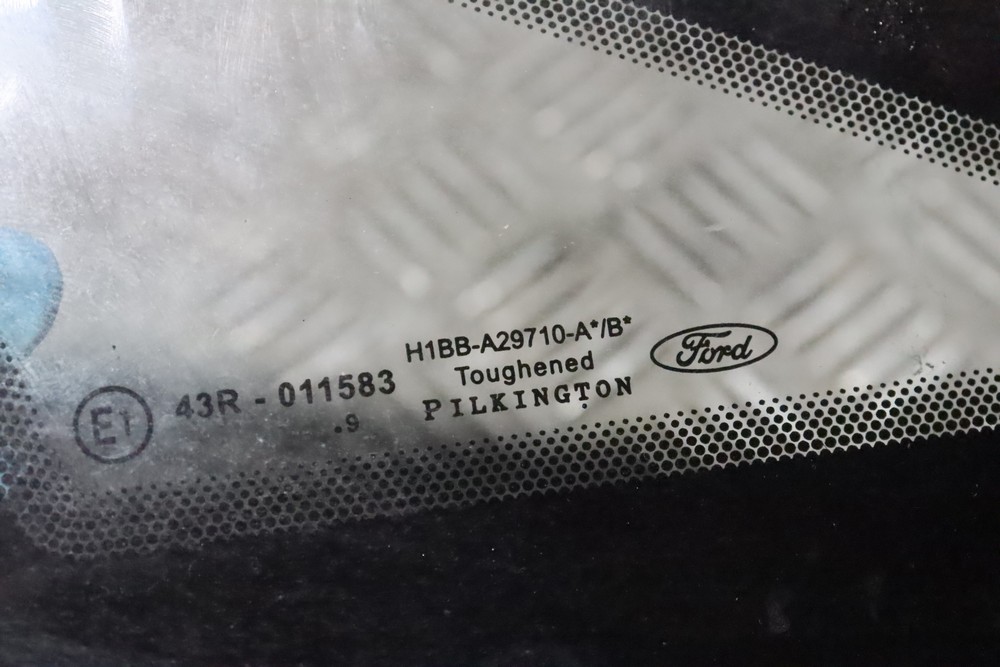 H1BB-A29710-A*/B*
Toughened
PILKINGTON
Ford
E1
43R - 011583
.9